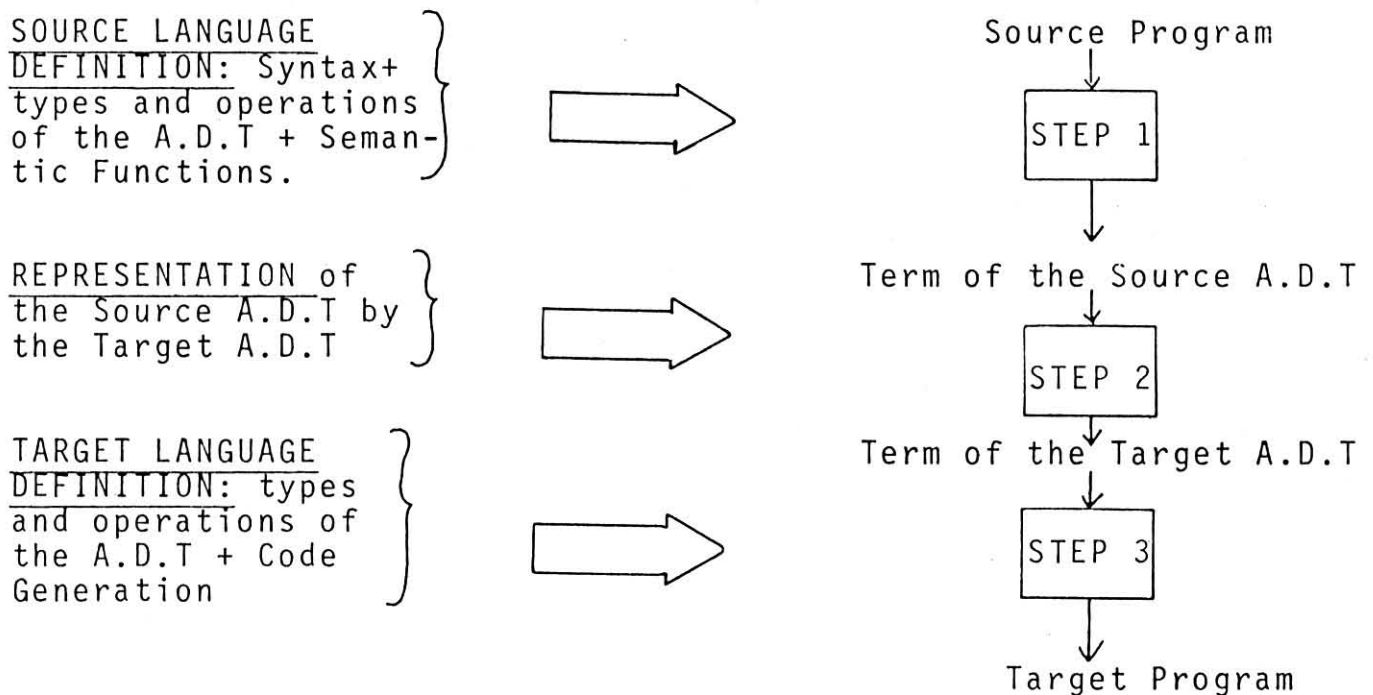 SOURCE LANGUAGE
DEFINITION: Syntax+
types and operations
of the A.D.T + Seman-
tic Functions.
REPRESENTATION of
the Source A.D.T by
the Target A.D.T
TARGET LANGUAGE
DEFINITION: types
and operations of
the A.D.T + Code
Generation
Source Program
STEP 1
Term of the Source A.D.T
STEP 2
Term of the Target A.D.T
STEP 3
Target Program